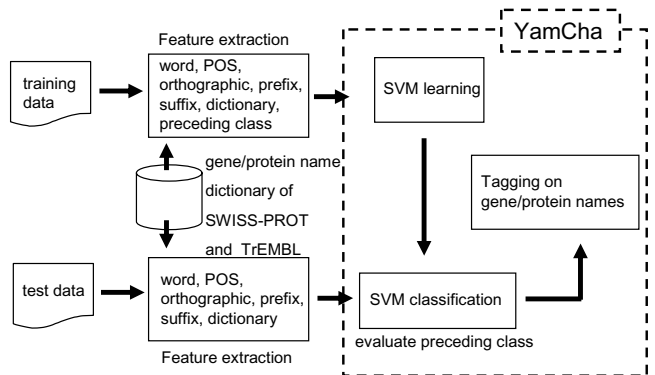 YamCha
Feature extraction
training
data
word, POS,
orthographic, prefix,
suffix, dictionary,
preceding class
SVM learning
gene/protein name
dictionary of
SWISS-PROT
and TrEMBL
Tagging on
gene/protein names
test data
word, POS,
orthographic, prefix,
suffix, dictionary
SVM classification
evaluate preceding class
Feature extraction